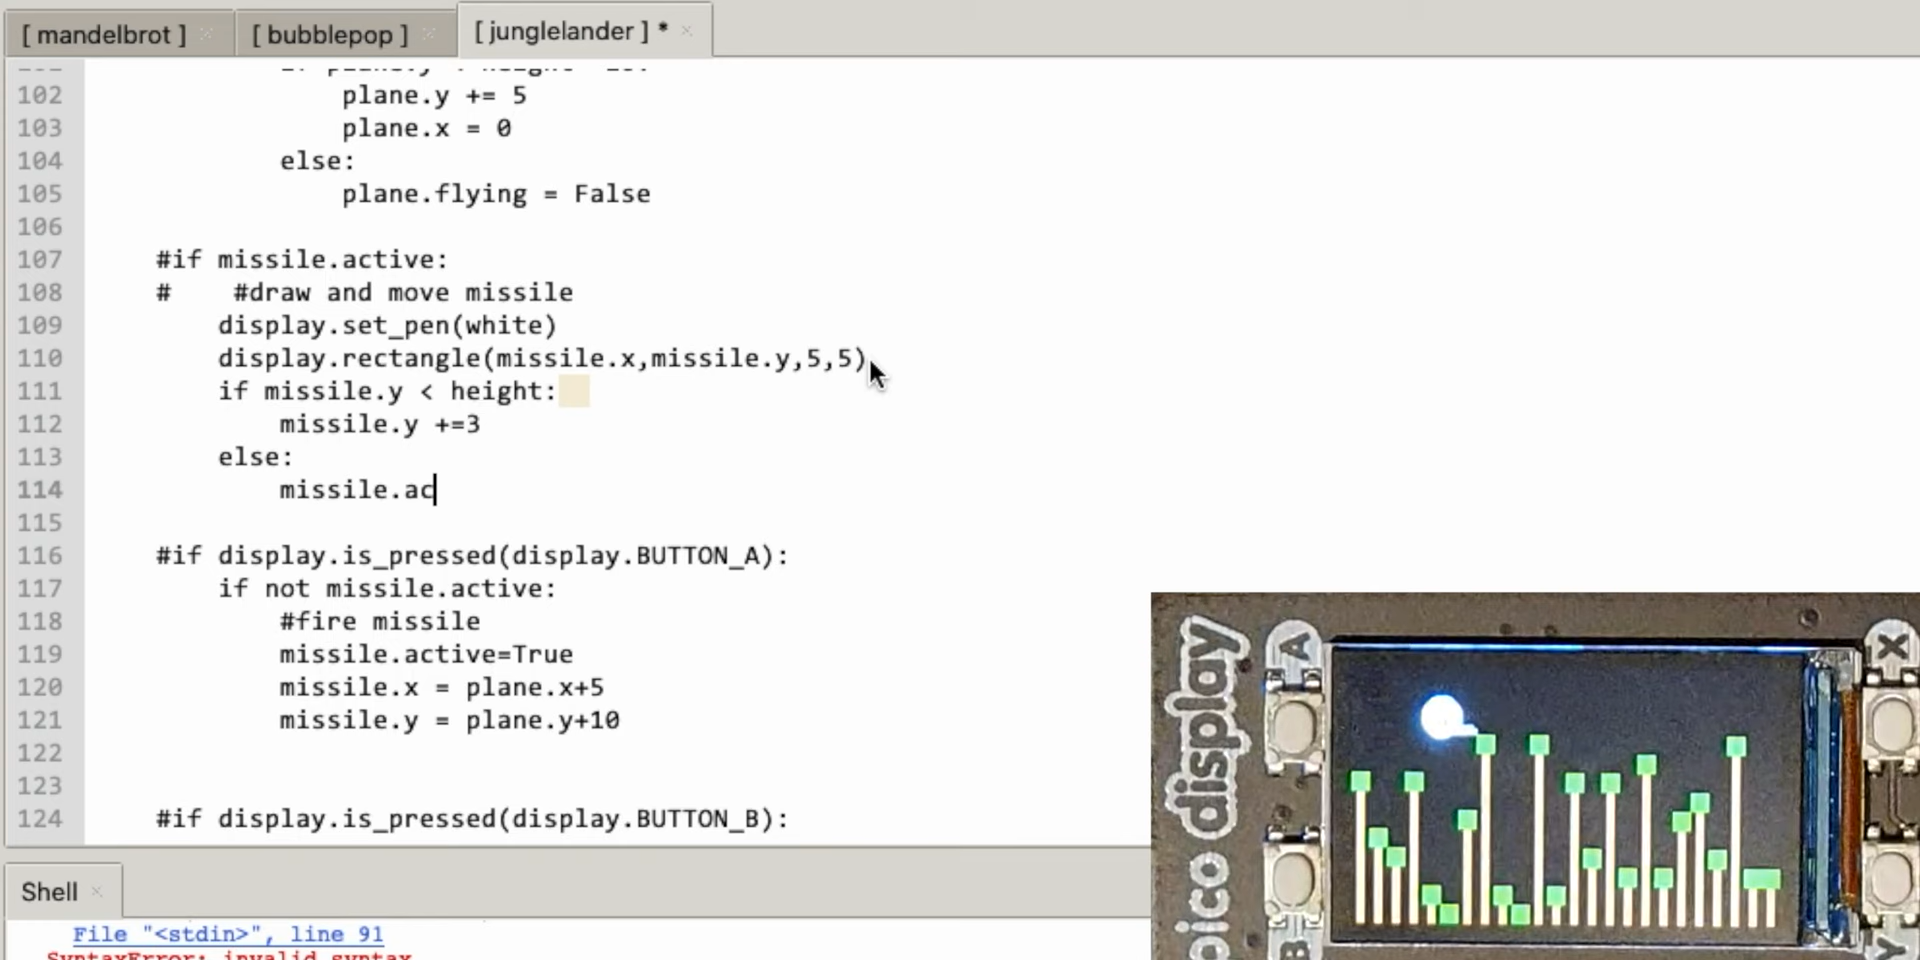 [ mandelbrot ]
[ bubblepop ]
[ junglelander ] *
102 plane.y += 5
103 plane.x = 0
104 else:
105 plane.flying = False
106
107 #if missile.active:
108 # #draw and move missile
109 display.set_pen(white)
110 display.rectangle(missile.x,missile.y,5,5)
111 if missile.y < height:
112 missile.y +=3
113 else:
114 missile.ac
115
116 #if display.is_pressed(display.BUTTON_A):
117 if not missile.active:
118 #fire missile
119 missile.active=True
120 missile.x = plane.x+5
121 missile.y = plane.y+10
122
123
124 #if display.is_pressed(display.BUTTON_B):
Shell
File "<stdin>", line 91
SyntaxError: invalid syntax
pico display
A
B
X
Y